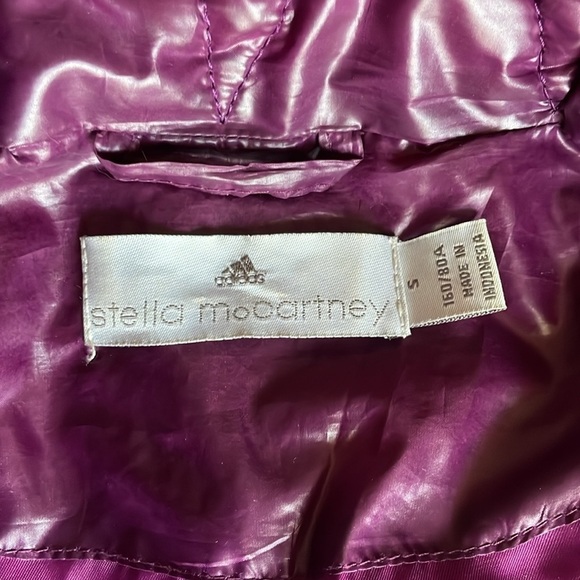 adidas
stella mccartney
S
160/80A
MADE IN
INDONESIA